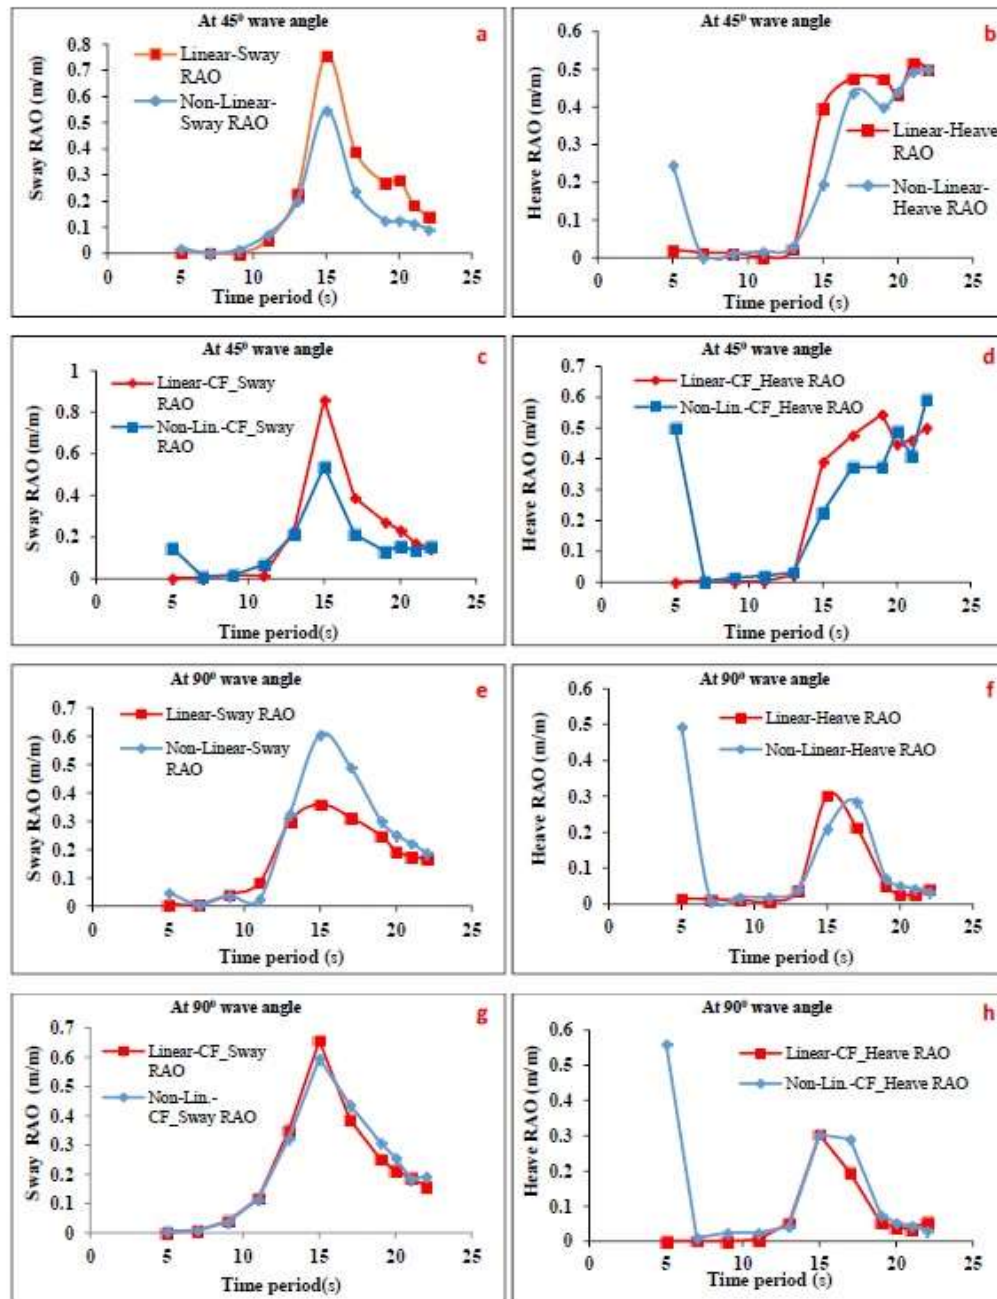 At 45⁰ wave angle
a
Sway RAO (m/m)
0.8
0.7
0.6
0.5
0.4
0.3
0.2
0.1
0
Linear-Sway
RAO
Non-Linear-
Sway RAO
0 5 10 15 20 25
Time period (s)
At 45⁰ wave angle
b
Heave RAO (m/m)
0.6
0.5
0.4
0.3
0.2
0.1
0
Linear-Heave
RAO
Non-Linear-
Heave RAO
0 5 10 15 20 25
Time period (s)
At 45⁰ wave angle
c
Sway RAO (m/m)
1
0.8
0.6
0.4
0.2
0
Linear-CF_Sway
RAO
Non-Lin.-CF_Sway
RAO
0 5 10 15 20 25
Time period(s)
At 45⁰ wave angle
d
Heave RAO (m/m)
0.7
0.6
0.5
0.4
0.3
0.2
0.1
0
Linear-CF_Heave RAO
Non-Lin.-CF_Heave RAO
0 5 10 15 20 25
Time period (s)
At 90⁰ wave angle
e
Sway RAO (m/m)
0.7
0.6
0.5
0.4
0.3
0.2
0.1
0
Linear-Sway RAO
Non-Linear-Sway
RAO
0 5 10 15 20 25
Time period (s)
At 90⁰ wave angle
f
Heave RAO (m/m)
0.6
0.5
0.4
0.3
0.2
0.1
0
Linear-Heave RAO
Non-Linear-Heave RAO
0 5 10 15 20 25
Time period (s)
At 90⁰ wave angle
g
Sway RAO (m/m)
0.7
0.6
0.5
0.4
0.3
0.2
0.1
0
Linear-CF_Sway
RAO
Non-Lin.-
CF_Sway RAO
0 5 10 15 20 25
Time period(s)
At 90⁰ wave angle
h
Heave RAO (m/m)
0.6
0.5
0.4
0.3
0.2
0.1
0
Linear-CF_Heave RAO
Non-Lin.-CF_Heave RAO
0 5 10 15 20 25
Time period (s)